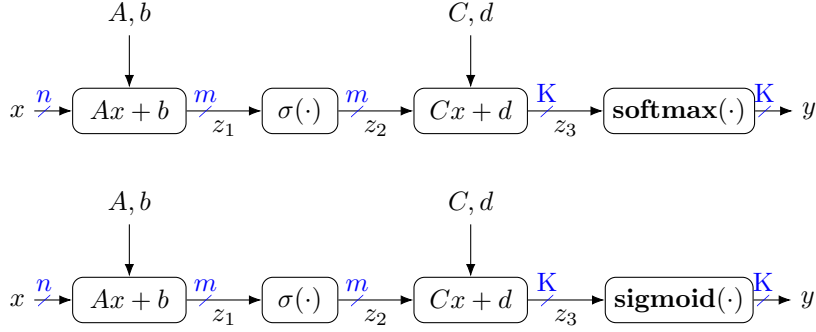 A, b C, d
n m m K K
x Ax + b σ(·) Cx + d softmax(·) y
z₁ z₂ z₃
A, b C, d
n m m K K
x Ax + b σ(·) Cx + d sigmoid(·) y
z₁ z₂ z₃